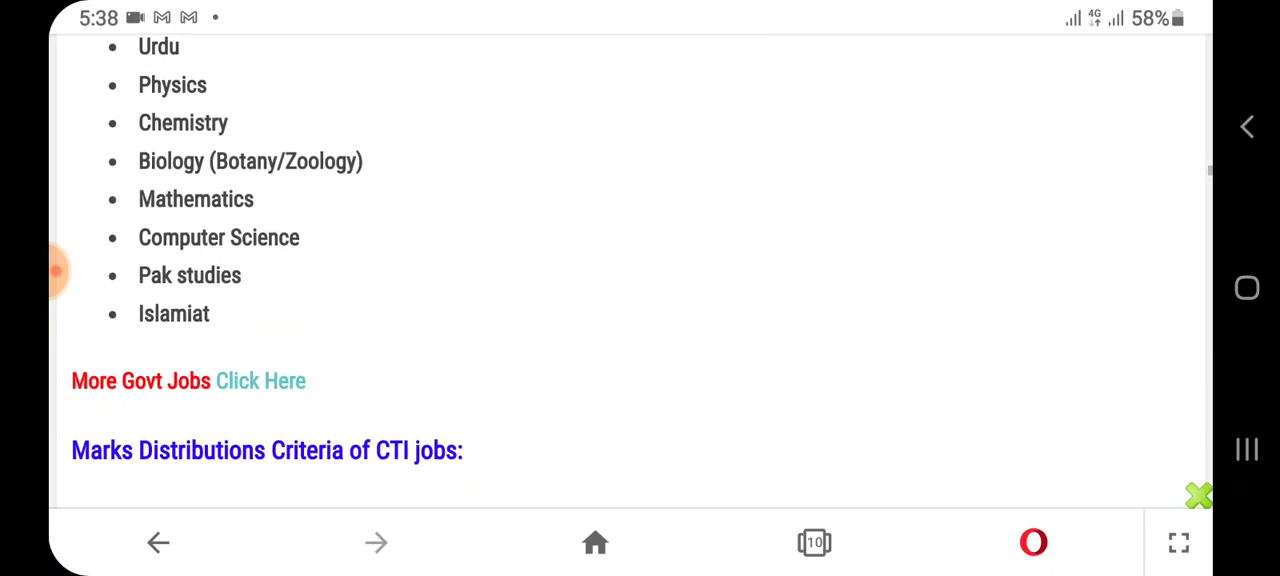 5:38
4G
58%
• Urdu
• Physics
• Chemistry
• Biology (Botany/Zoology)
• Mathematics
• Computer Science
• Pak studies
• Islamiat
More Govt Jobs Click Here
Marks Distributions Criteria of CTI jobs:
10